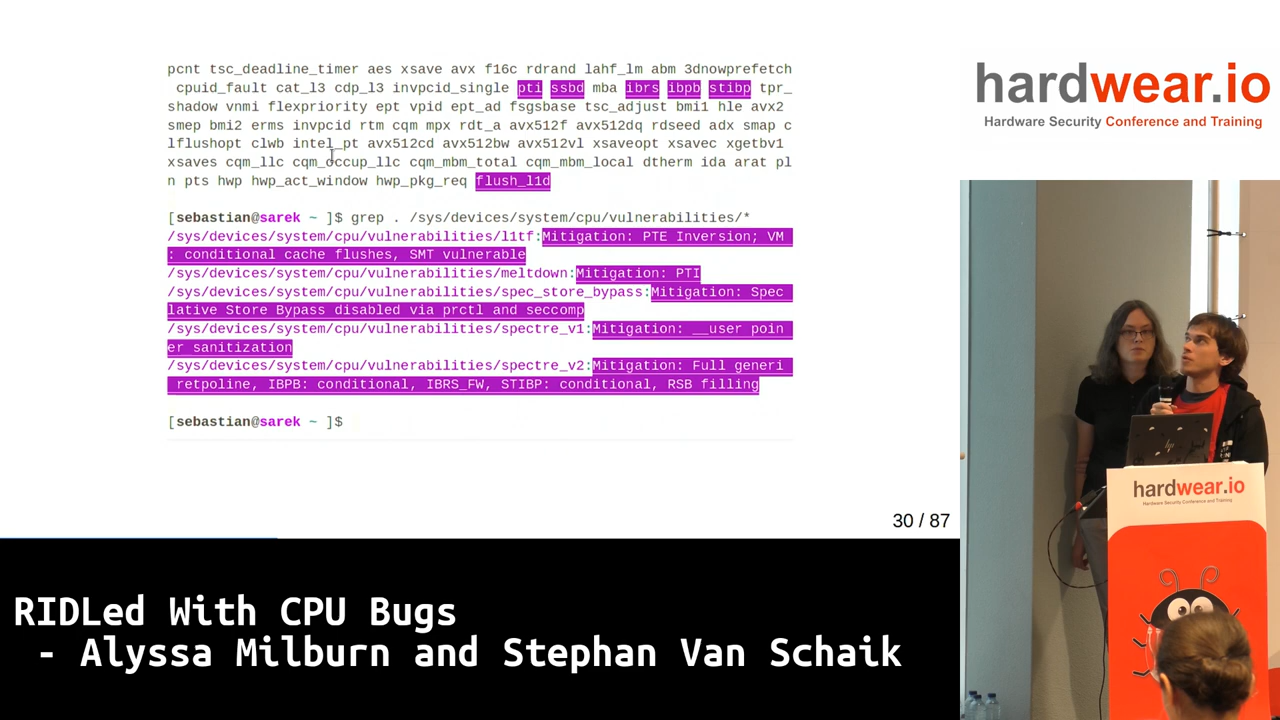 pcnt tsc_deadline_timer aes xsave avx f16c rdrand lahf_lm abm 3dnowprefetch
cpuid_fault cat_l3 cdp_l3 invpcid_single pti ssbd mba ibrs ibpb stibp tpr_
shadow vnmi flexpriority ept vpid ept_ad fsgsbase tsc_adjust bmi1 hle avx2
smep bmi2 erms invpcid rtm cqm mpx rdt_a avx512f avx512dq rdseed adx smap c
lflushopt clwb intel_pt avx512cd avx512bw avx512vl xsaveopt xsavec xgetbv1
xsaves cqm_llc cqm_occup_llc cqm_mbm_total cqm_mbm_local dtherm ida arat pl
n pts hwp hwp_act_window hwp_pkg_req flush_l1d
[sebastian@sarek ~ ]$ grep . /sys/devices/system/cpu/vulnerabilities/*
/sys/devices/system/cpu/vulnerabilities/l1tf:Mitigation: PTE Inversion; VM
: conditional cache flushes, SMT vulnerable
/sys/devices/system/cpu/vulnerabilities/meltdown:Mitigation: PTI
/sys/devices/system/cpu/vulnerabilities/spec_store_bypass:Mitigation: Spec
lative Store Bypass disabled via prctl and seccomp
/sys/devices/system/cpu/vulnerabilities/spectre_v1:Mitigation: __user poin
er sanitization
/sys/devices/system/cpu/vulnerabilities/spectre_v2:Mitigation: Full generi
retpoline, IBPB: conditional, IBRS_FW, STIBP: conditional, RSB filling
[sebastian@sarek ~ ]$
30 / 87
RIDLed With CPU Bugs
- Alyssa Milburn and Stephan Van Schaik
hardwear.io
Hardware Security Conference and Training
hp
hardwear.io
Hardware Security Conference and Training